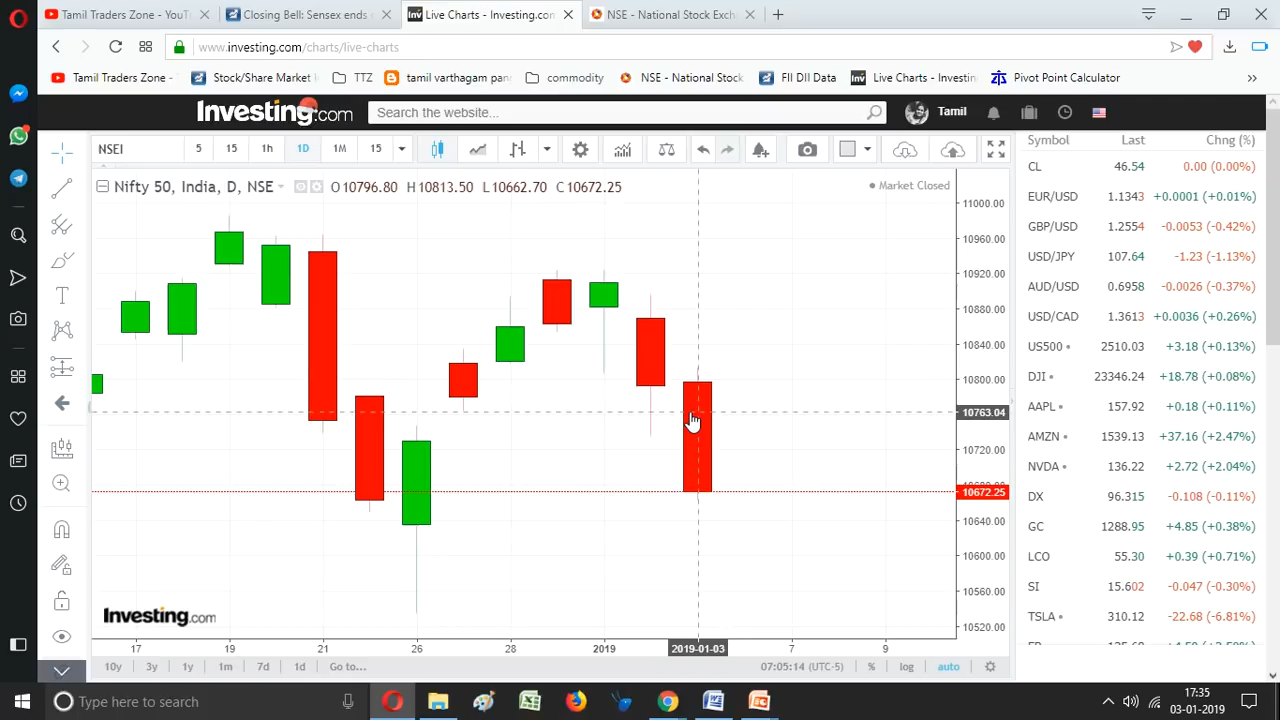 Tamil Traders Zone - YouT
Closing Bell: Sensex ends
Live Charts - Investing.con
NSE - National Stock Exch
www.investing.com/charts/live-charts
Tamil Traders Zone -
Stock/Share Market
TTZ
tamil varthagam pan
commodity
NSE - National Stock
FII DII Data
Live Charts - Investin
Pivot Point Calculator
Investing.com
Search the website...
Tamil
NSEI
5
15
1h
1D
1M
15
Nifty 50, India, D, NSE
O10796.80 H10813.50 L10662.70 C10672.25
Market Closed
11000.00
10960.00
10920.00
10880.00
10840.00
10800.00
10763.04
10720.00
10672.25
10640.00
10600.00
10560.00
10520.00
Investing.com
17
19
21
26
28
2019
2019-01-03
7
9
10y
3y
1y
1m
7d
1d
Go to...
07:05:14 (UTC-5)
%
log
auto
Symbol Last Chng (%)
CL 46.54 0.00 (0.00%)
EUR/USD 1.1343 +0.0001 (+0.01%)
GBP/USD 1.2554 -0.0053 (-0.42%)
USD/JPY 107.64 -1.23 (-1.13%)
AUD/USD 0.6958 -0.0026 (-0.37%)
USD/CAD 1.3613 +0.0036 (+0.26%)
US500 2510.03 +3.18 (+0.13%)
DJI 23346.24 +18.78 (+0.08%)
AAPL 157.92 +0.18 (+0.11%)
AMZN 1539.13 +37.16 (+2.47%)
NVDA 136.22 +2.72 (+2.04%)
DX 96.315 -0.108 (-0.11%)
GC 1288.95 +4.85 (+0.38%)
LCO 55.30 +0.39 (+0.71%)
SI 15.602 -0.047 (-0.30%)
TSLA 310.12 -22.68 (-6.81%)
Type here to search
17:35
03-01-2019